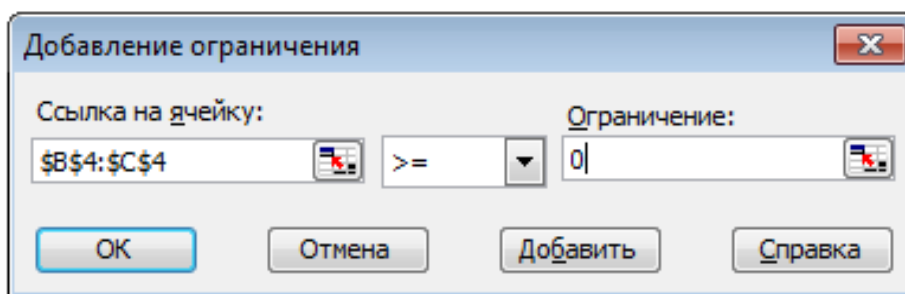 Добавление ограничения
Ссылка на ячейку:
Ограничение:
$B$4:$C$4
>=
0
ОК
Отмена
Добавить
Справка